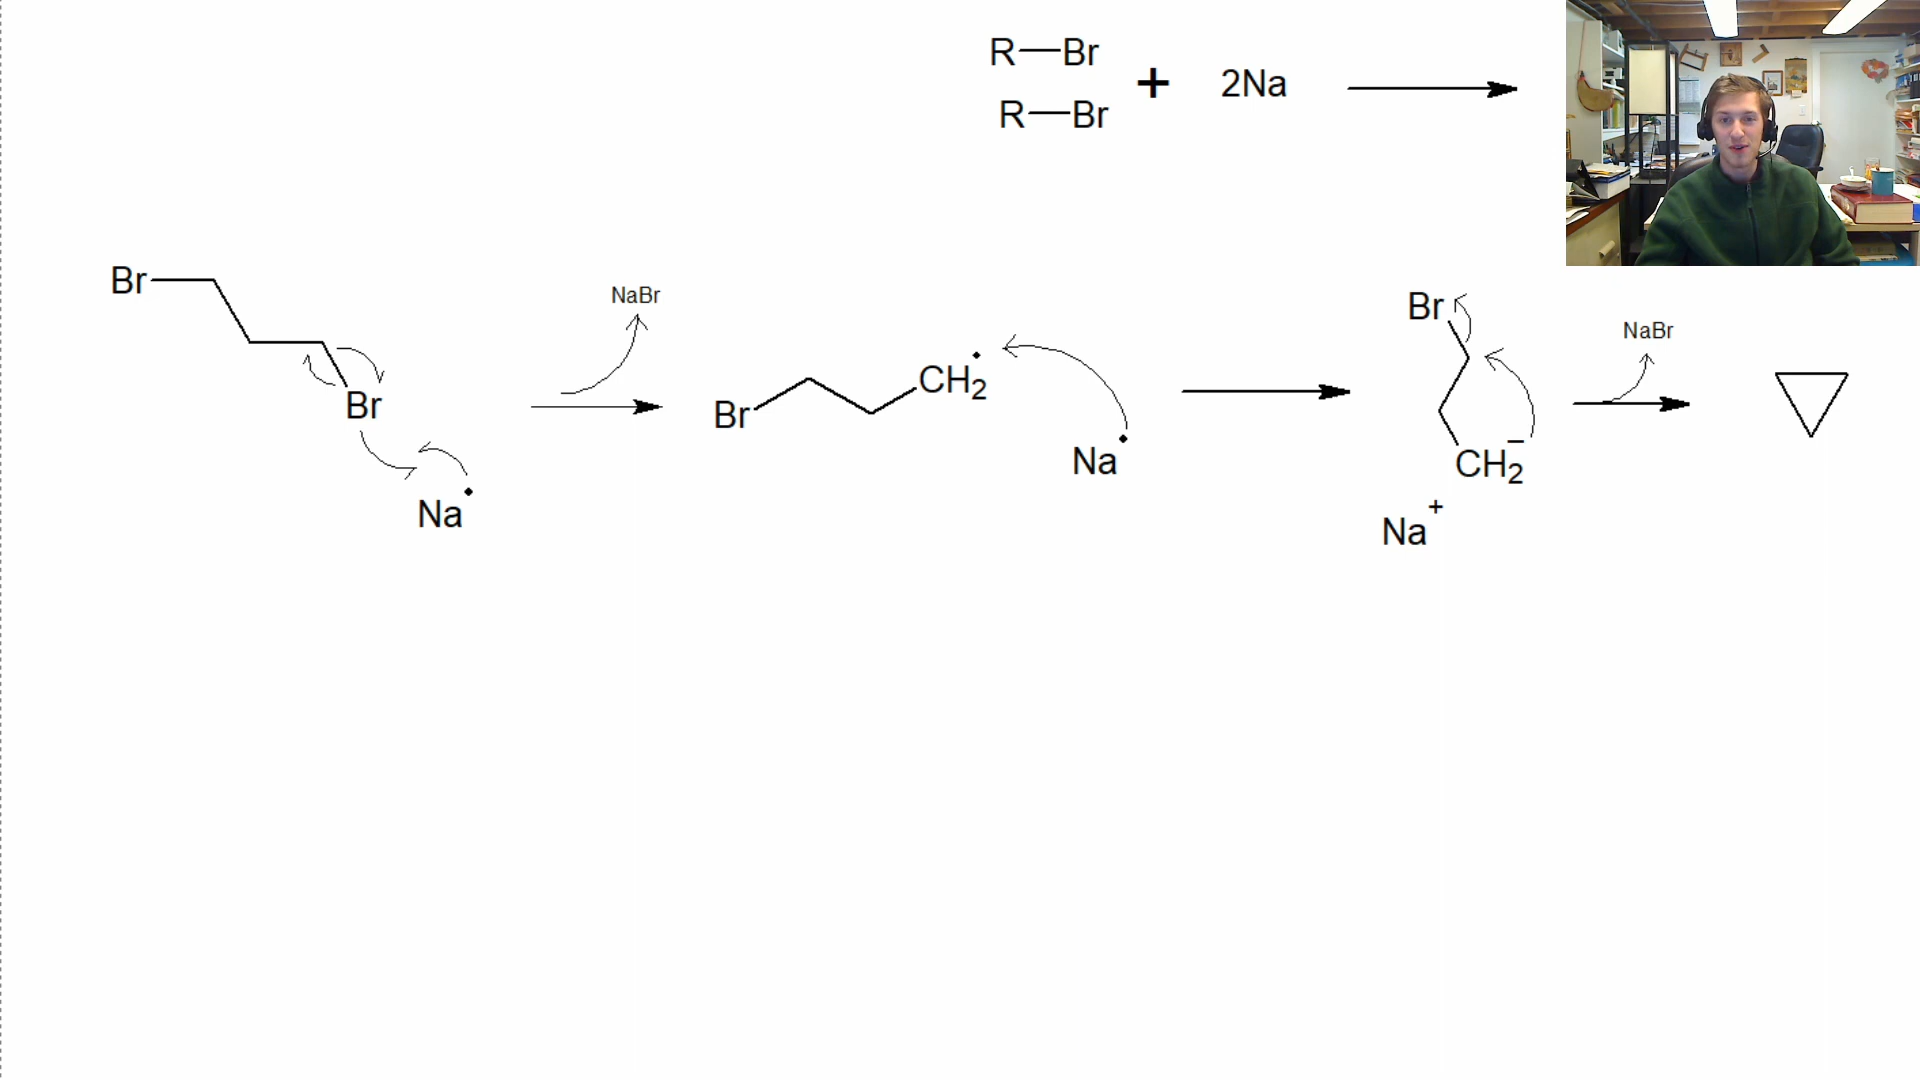 R—Br
+ 2Na
R—Br
Br
Br
Na•
NaBr
Br
CH₂•
Na•
Br
CH₂⁻
Na⁺
NaBr